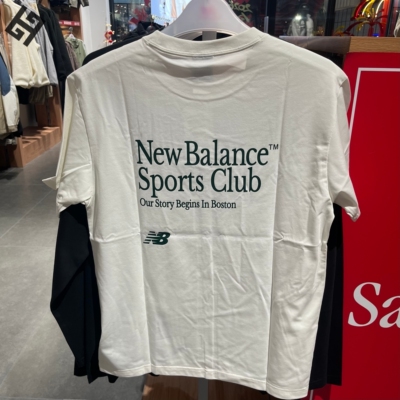 New Balance™
Sports Club
Our Story Begins In Boston
NB
Sa